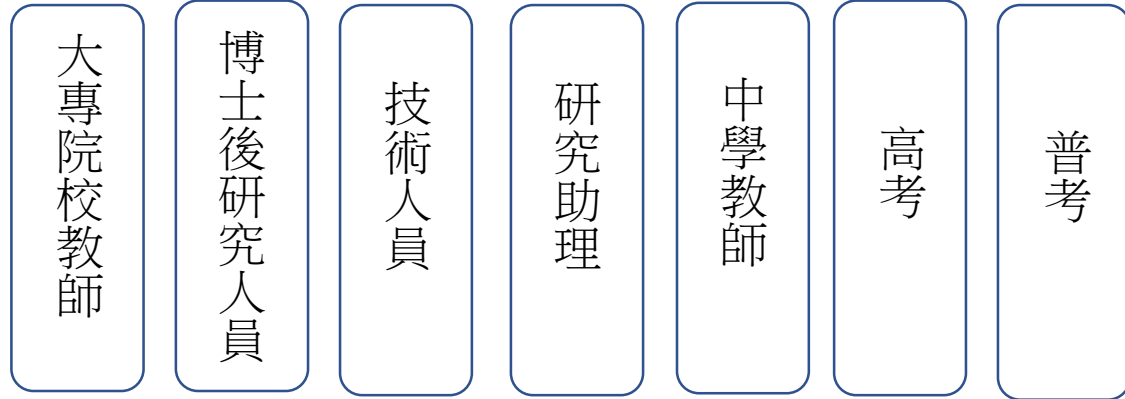 大專院校教師
博士後研究人員
技術人員
研究助理
中學教師
高考
普考